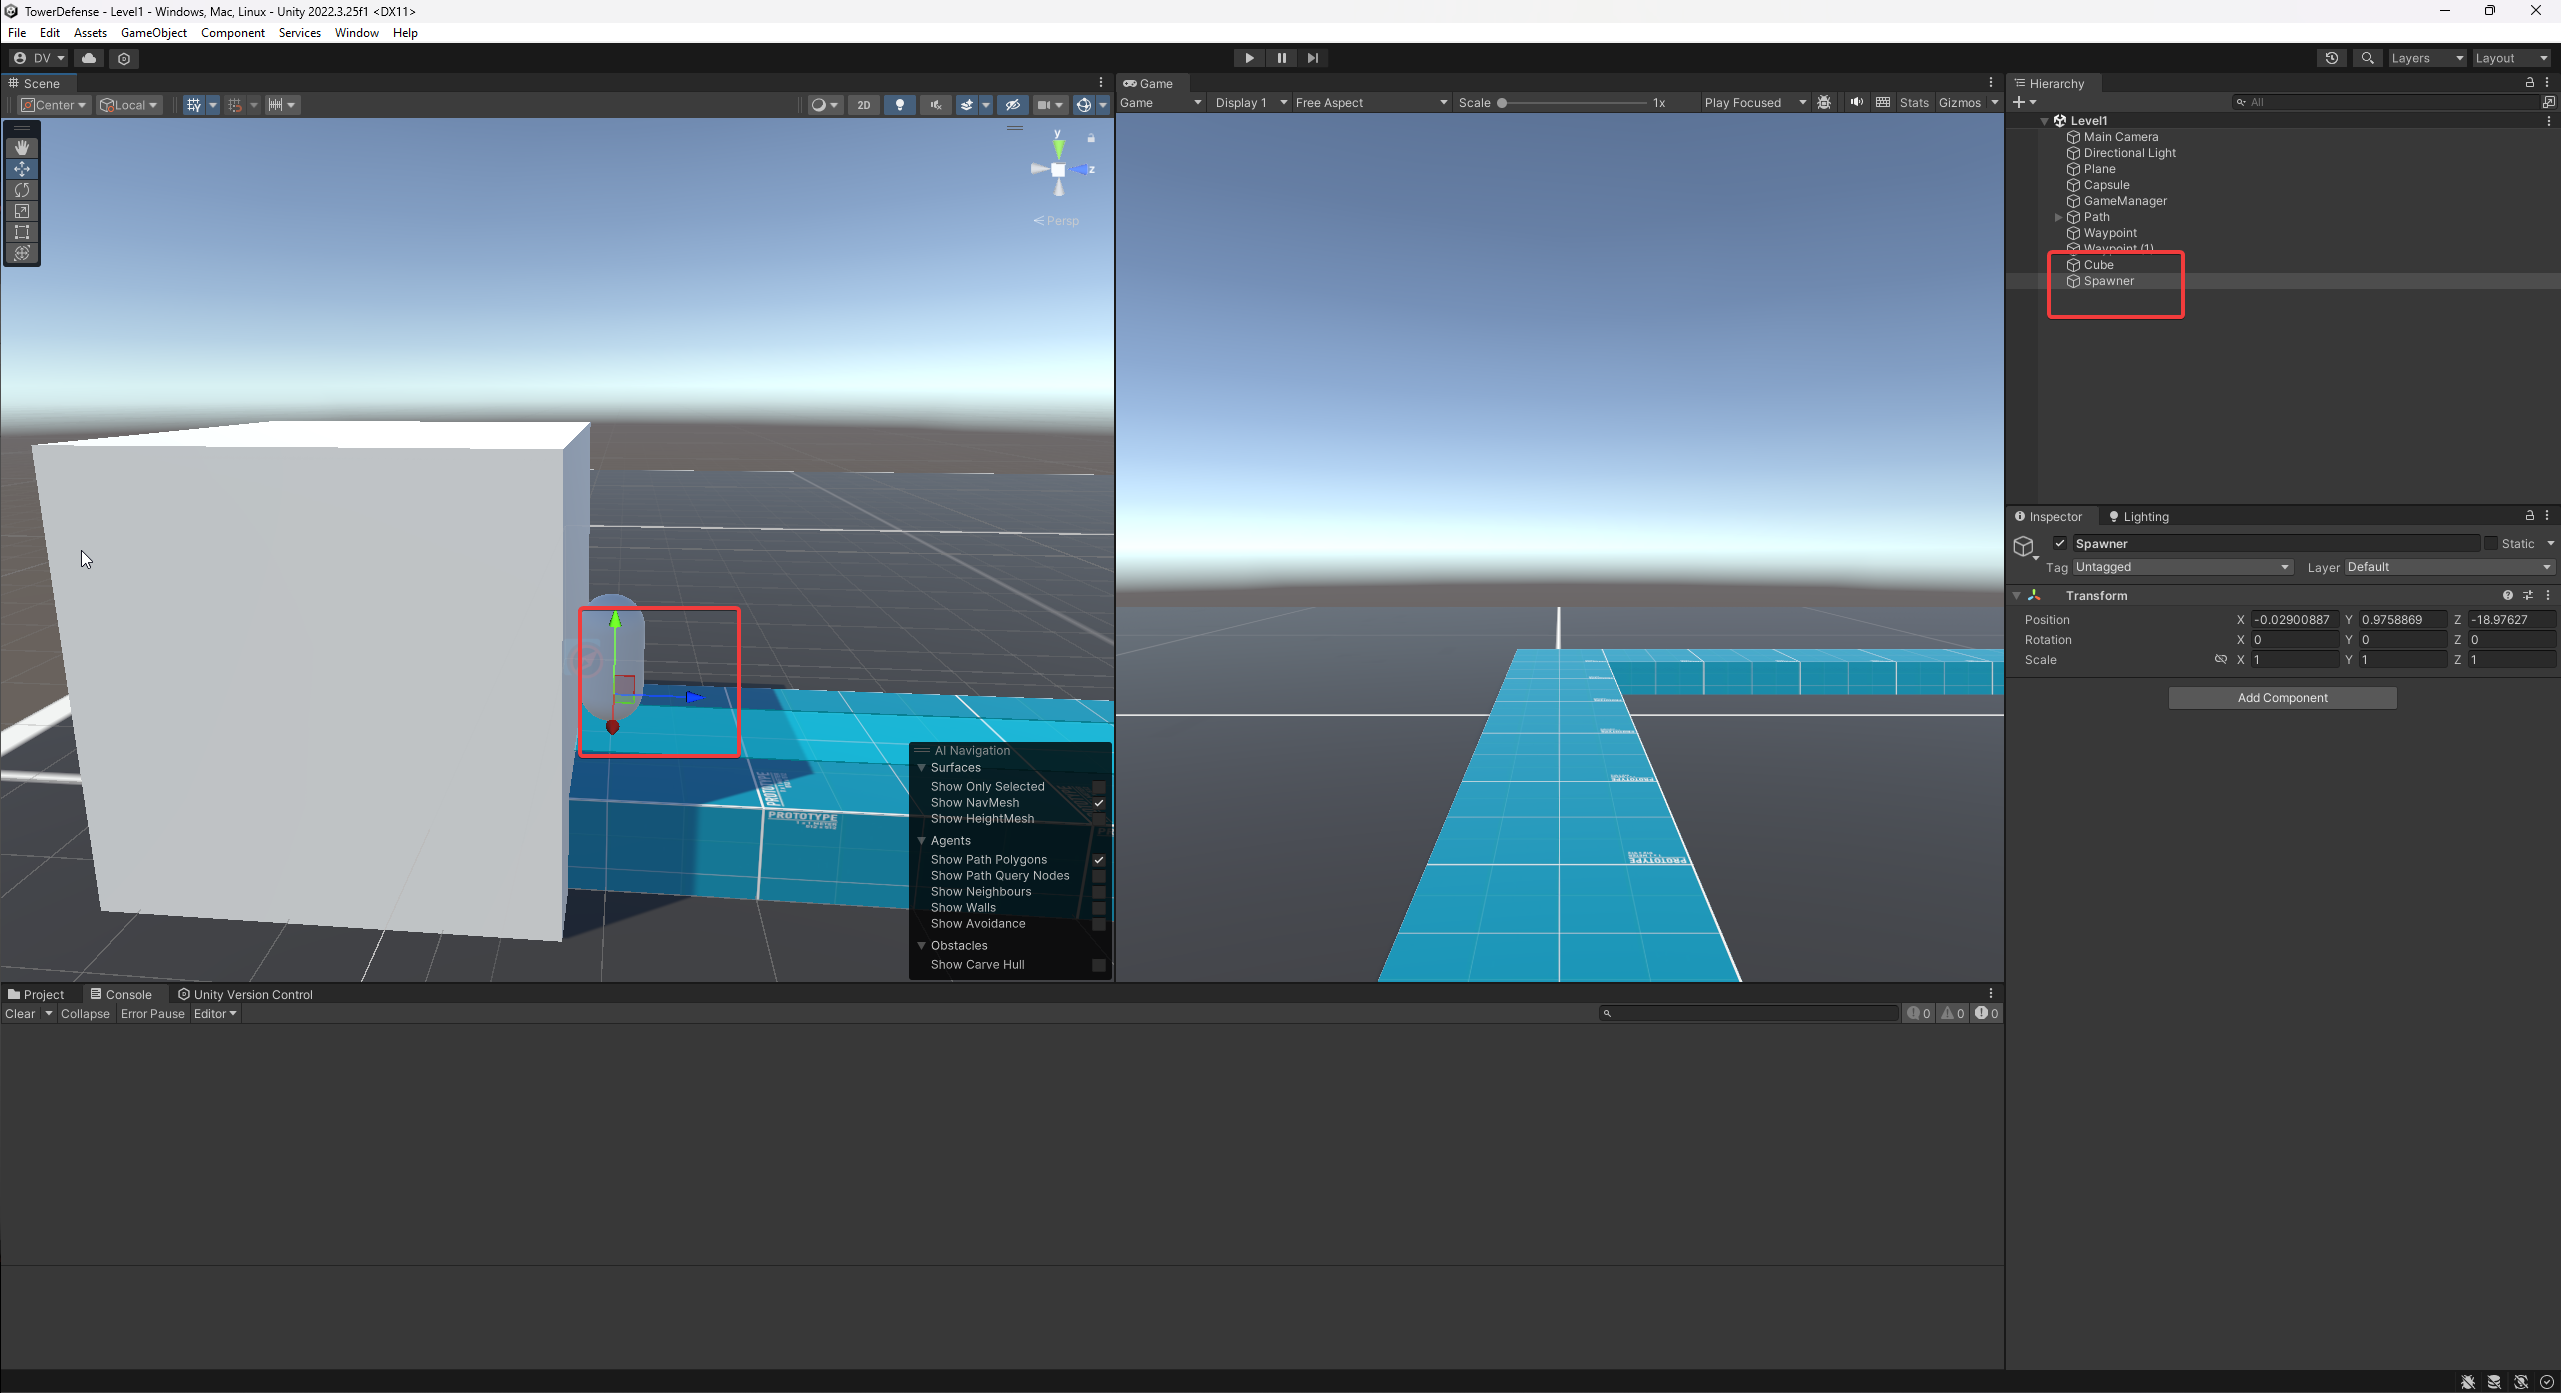 TowerDefense - Level1 - Windows, Mac, Linux - Unity 2022.3.25f1 <DX11>
File Edit Assets GameObject Component Services Window Help
DV
Layers Layout
Scene
Center Local 2D
y
z
Persp
PROTOTYPE
PROTOTYPE
AI Navigation
Surfaces
Show Only Selected
Show NavMesh
Show HeightMesh
Agents
Show Path Polygons
Show Path Query Nodes
Show Neighbours
Show Walls
Show Avoidance
Obstacles
Show Carve Hull
Game
Game Display 1 Free Aspect Scale 1x Play Focused Stats Gizmos
PROTOTYPE
Hierarchy
All
Level1
Main Camera
Directional Light
Plane
Capsule
GameManager
Path
Waypoint
Waypoint (1)
Cube
Spawner
Inspector Lighting
Spawner Static
Tag Untagged Layer Default
Transform
Position X -0.02900887 Y 0.9758869 Z -18.97627
Rotation X 0 Y 0 Z 0
Scale X 1 Y 1 Z 1
Add Component
Project Console Unity Version Control
Clear Collapse Error Pause Editor 0 0 0